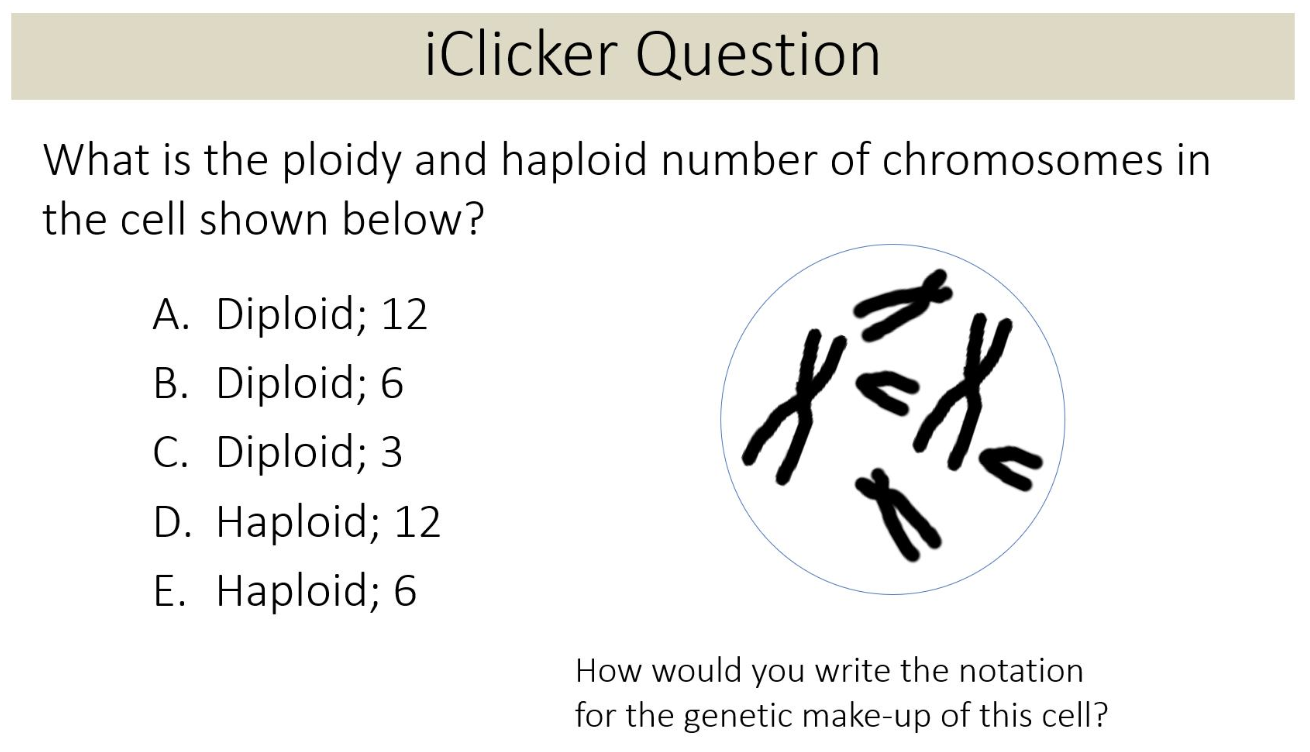 iClicker Question
What is the ploidy and haploid number of chromosomes in
the cell shown below?
A. Diploid; 12
B. Diploid; 6
C. Diploid; 3
D. Haploid; 12
E. Haploid; 6
How would you write the notation
for the genetic make-up of this cell?